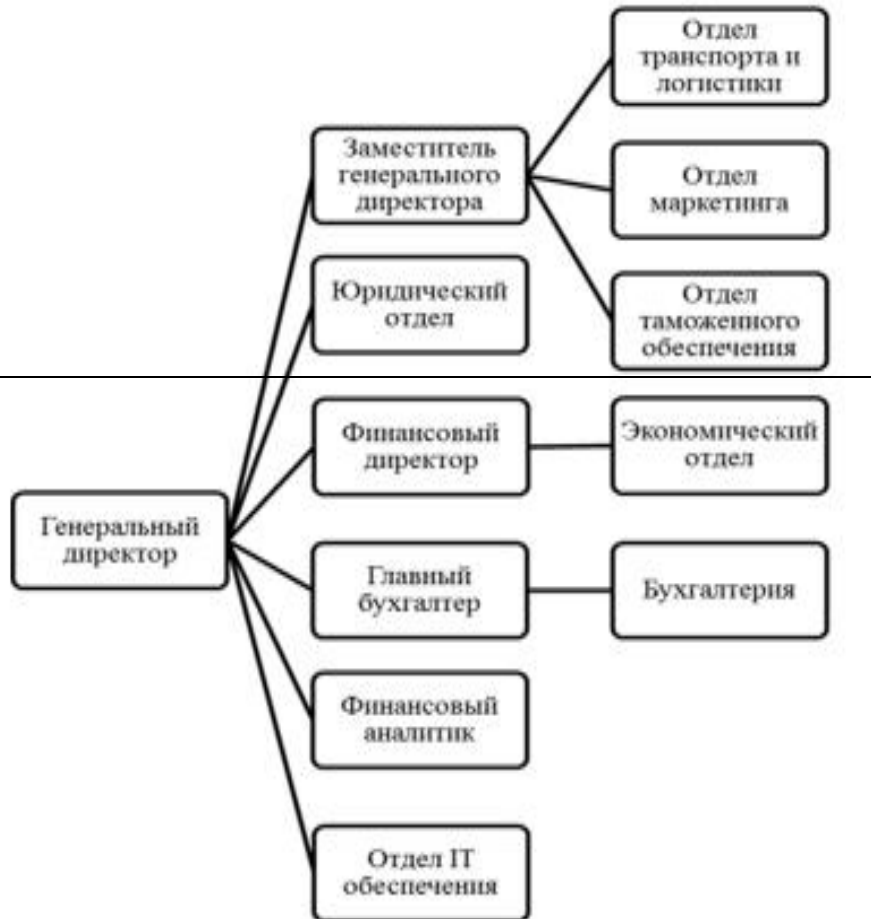 Отдел
транспорта и
логистики
Заместитель
генерального
директора
Отдел
маркетинга
Юридический
отдел
Отдел
таможенного
обеспечения
Финансовый
директор
Экономический
отдел
Генеральный
директор
Главный
бухгалтер
Бухгалтерия
Финансовый
аналитик
Отдел IT
обеспечения